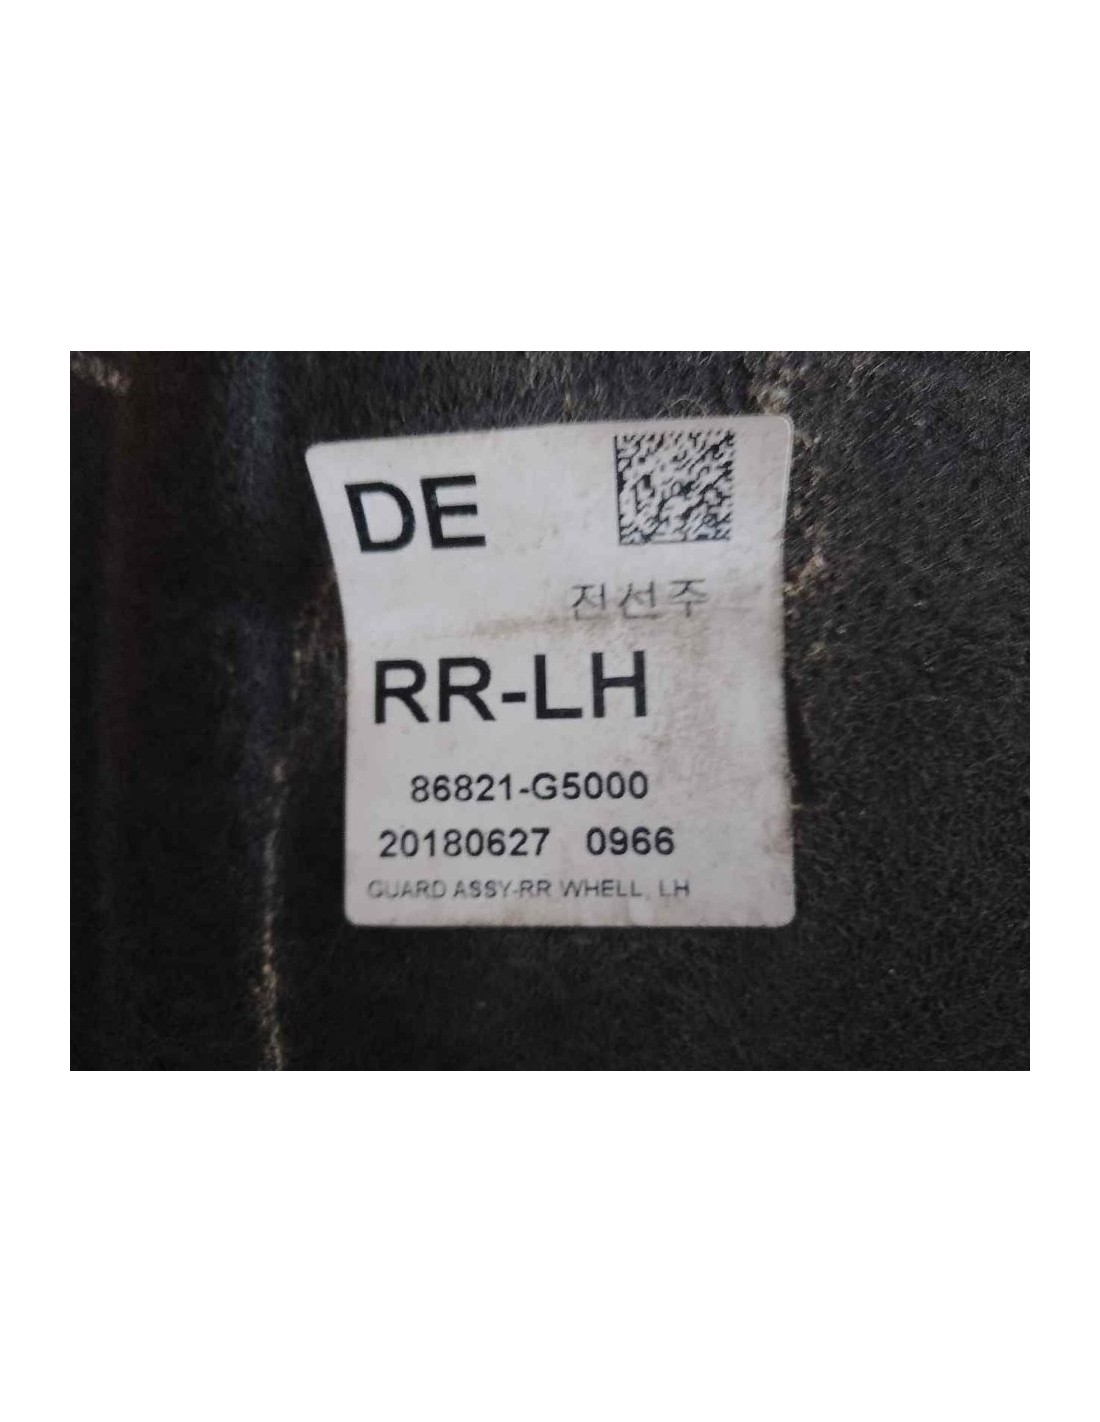 DE
전선주
RR-LH
86821-G5000
20180627 0966
GUARD ASSY-RR WHELL, LH